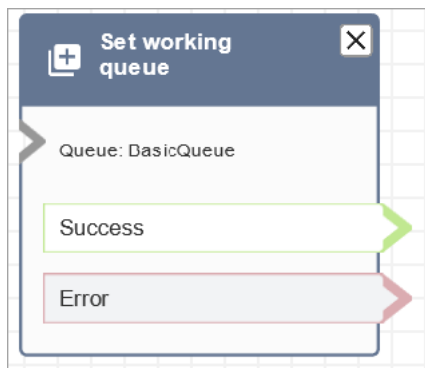 Set working
queue
Queue: BasicQueue
Success
Error